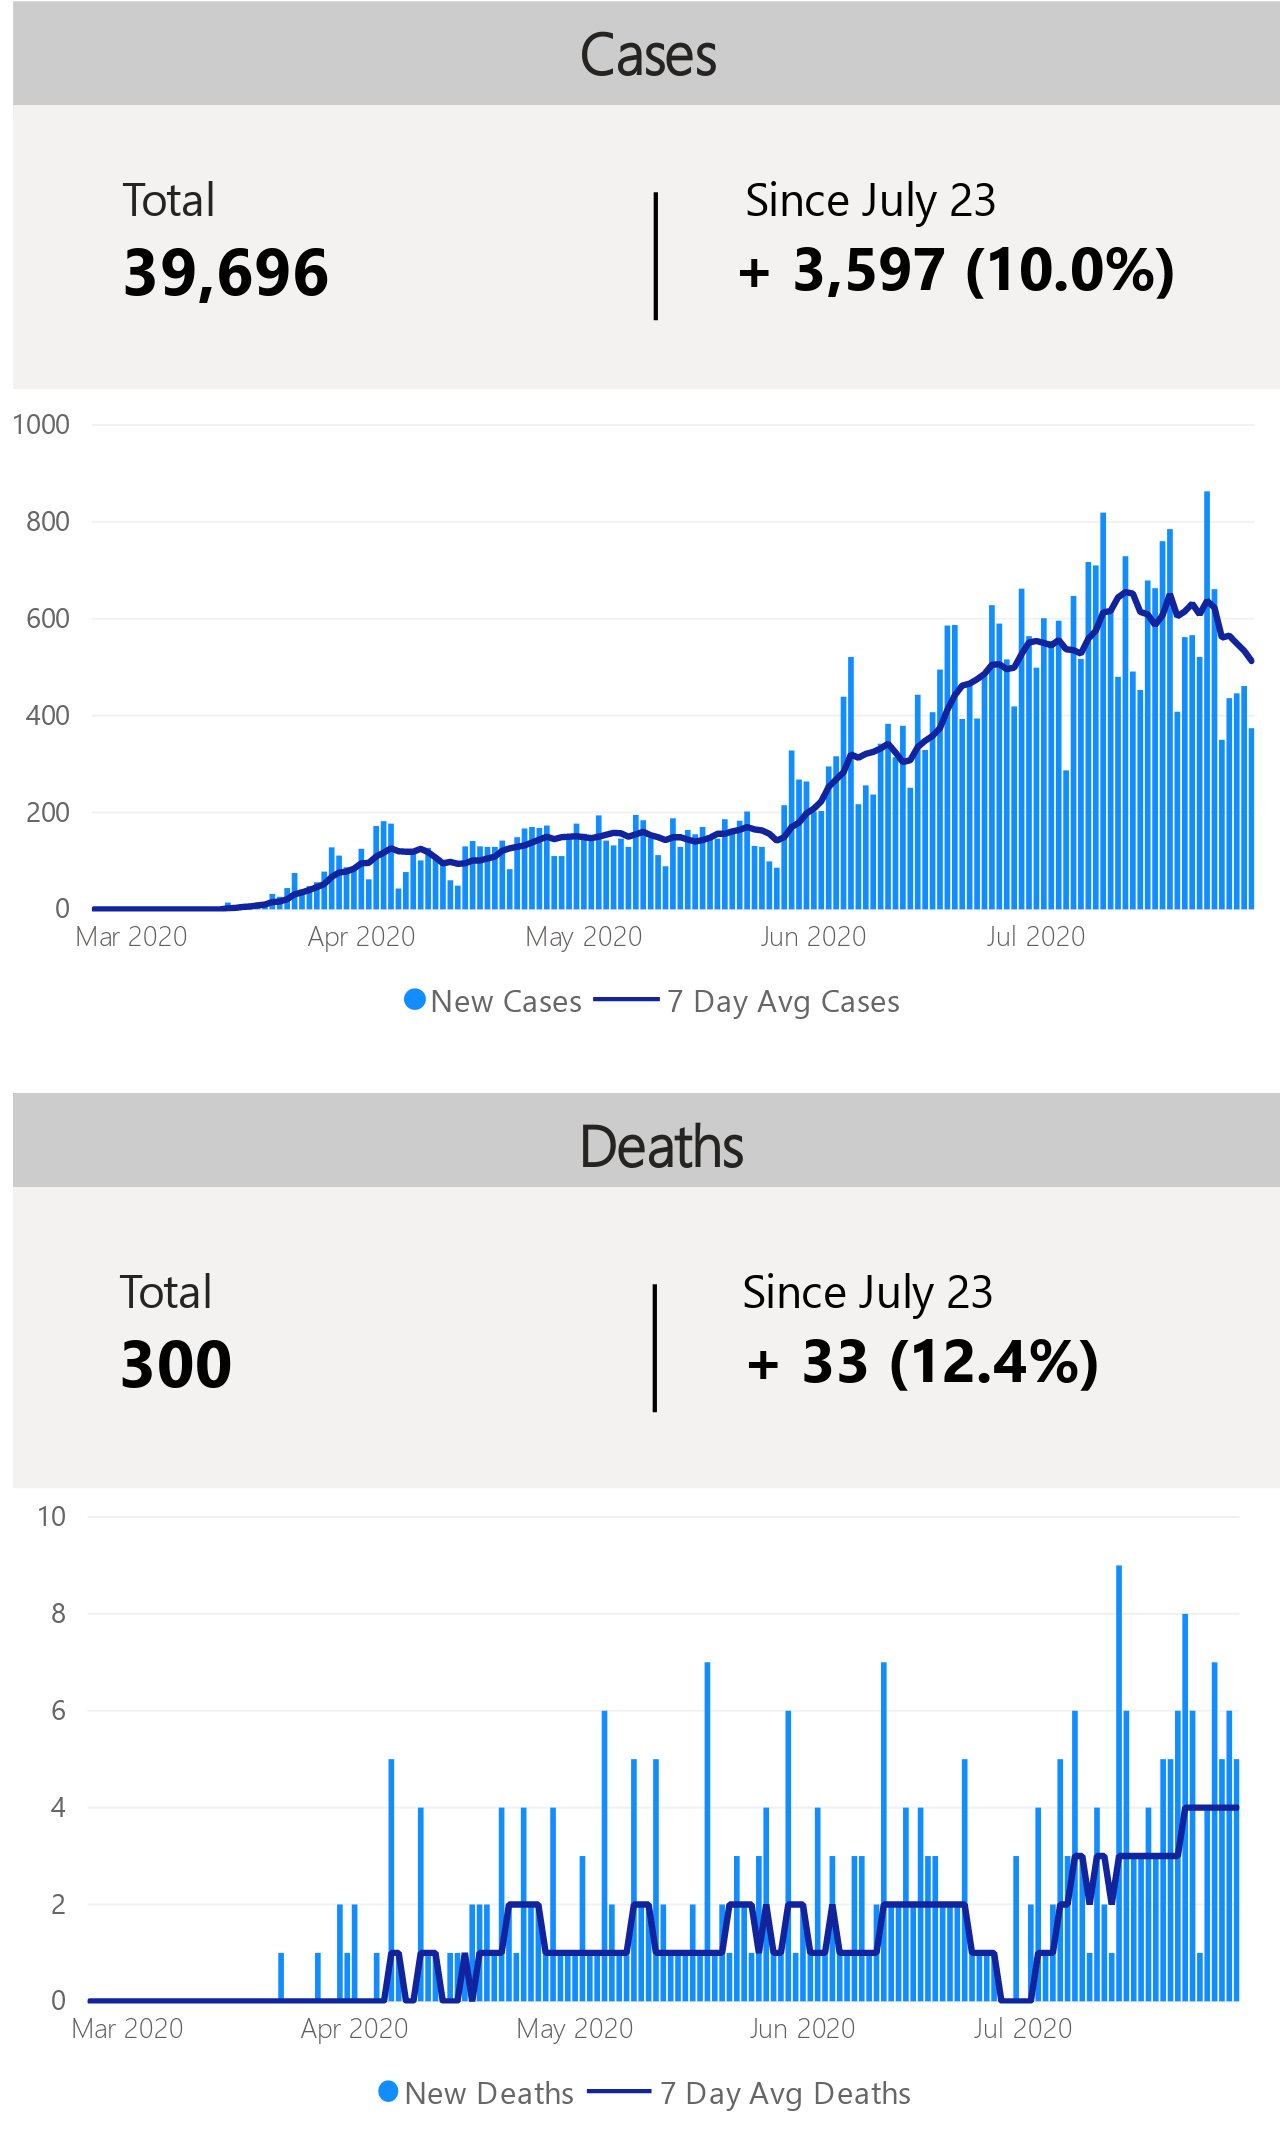 Cases
Total
Since July 23
39,696
+ 3,597 (10.0%)
1000
800
600
400
200
0
Mar 2020
Apr 2020
May 2020
Jun 2020
Jul 2020
New Cases
7 Day Avg Cases
Deaths
Total
Since July 23
300
+ 33 (12.4%)
10
8
6
4
2
0
Mar 2020
Apr 2020
May 2020
Jun 2020
Jul 2020
New Deaths
7 Day Avg Deaths